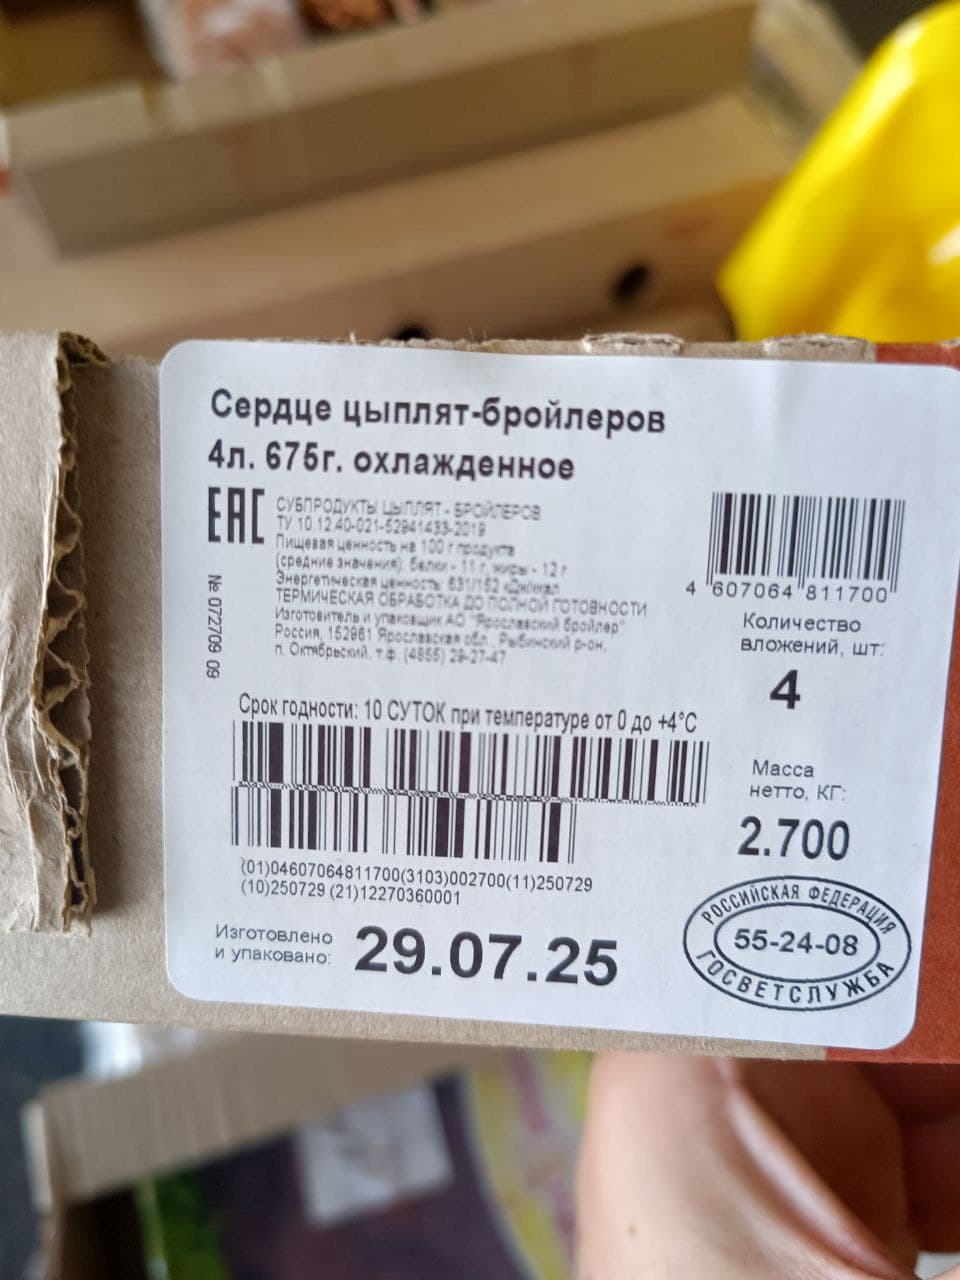 Сердце цыплят-бройлеров
4л. 675г. охлажденное
ЕАС
СУБПРОДУКТЫ ЦЫПЛЯТ - БРОЙЛЕРОВ
ТУ 10.12.40-021-52941433-2019
Пищевая ценность на 100 г продукта
(средние значения): белки - 11 г, жиры - 12 г
Энергетическая ценность: 631/152 кДж/ккал
ТЕРМИЧЕСКАЯ ОБРАБОТКА ДО ПОЛНОЙ ГОТОВНОСТИ
Изготовитель и упаковщик АО "Ярославский бройлер"
Россия, 152961 Ярославская обл., Рыбинский р-он,
п. Октябрьский, т.ф. (4855) 29-27-47
№ 072709 09
4 607064 811700
Количество
вложений, шт:
4
Срок годности: 10 СУТОК при температуре от 0 до +4°С
Масса
нетто, КГ:
2.700
(01)04607064811700(3103)002700(11)250729
(10)250729 (21)12270360001
Изготовлено
и упаковано:
29.07.25
РОССИЙСКАЯ ФЕДЕРАЦИЯ
55-24-08
ГОСВЕТСЛУЖБА